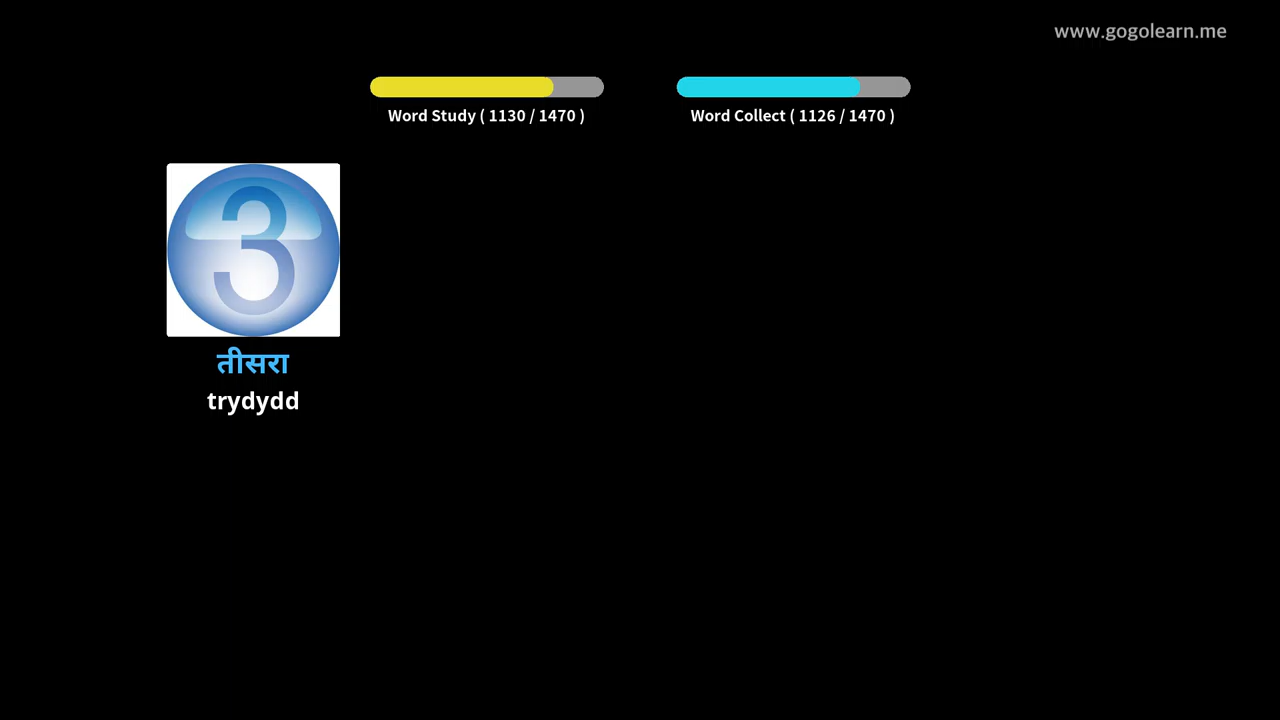 www.gogolearn.me
Word Study ( 1130 / 1470 )
Word Collect ( 1126 / 1470 )
3
तीसरा
trydydd